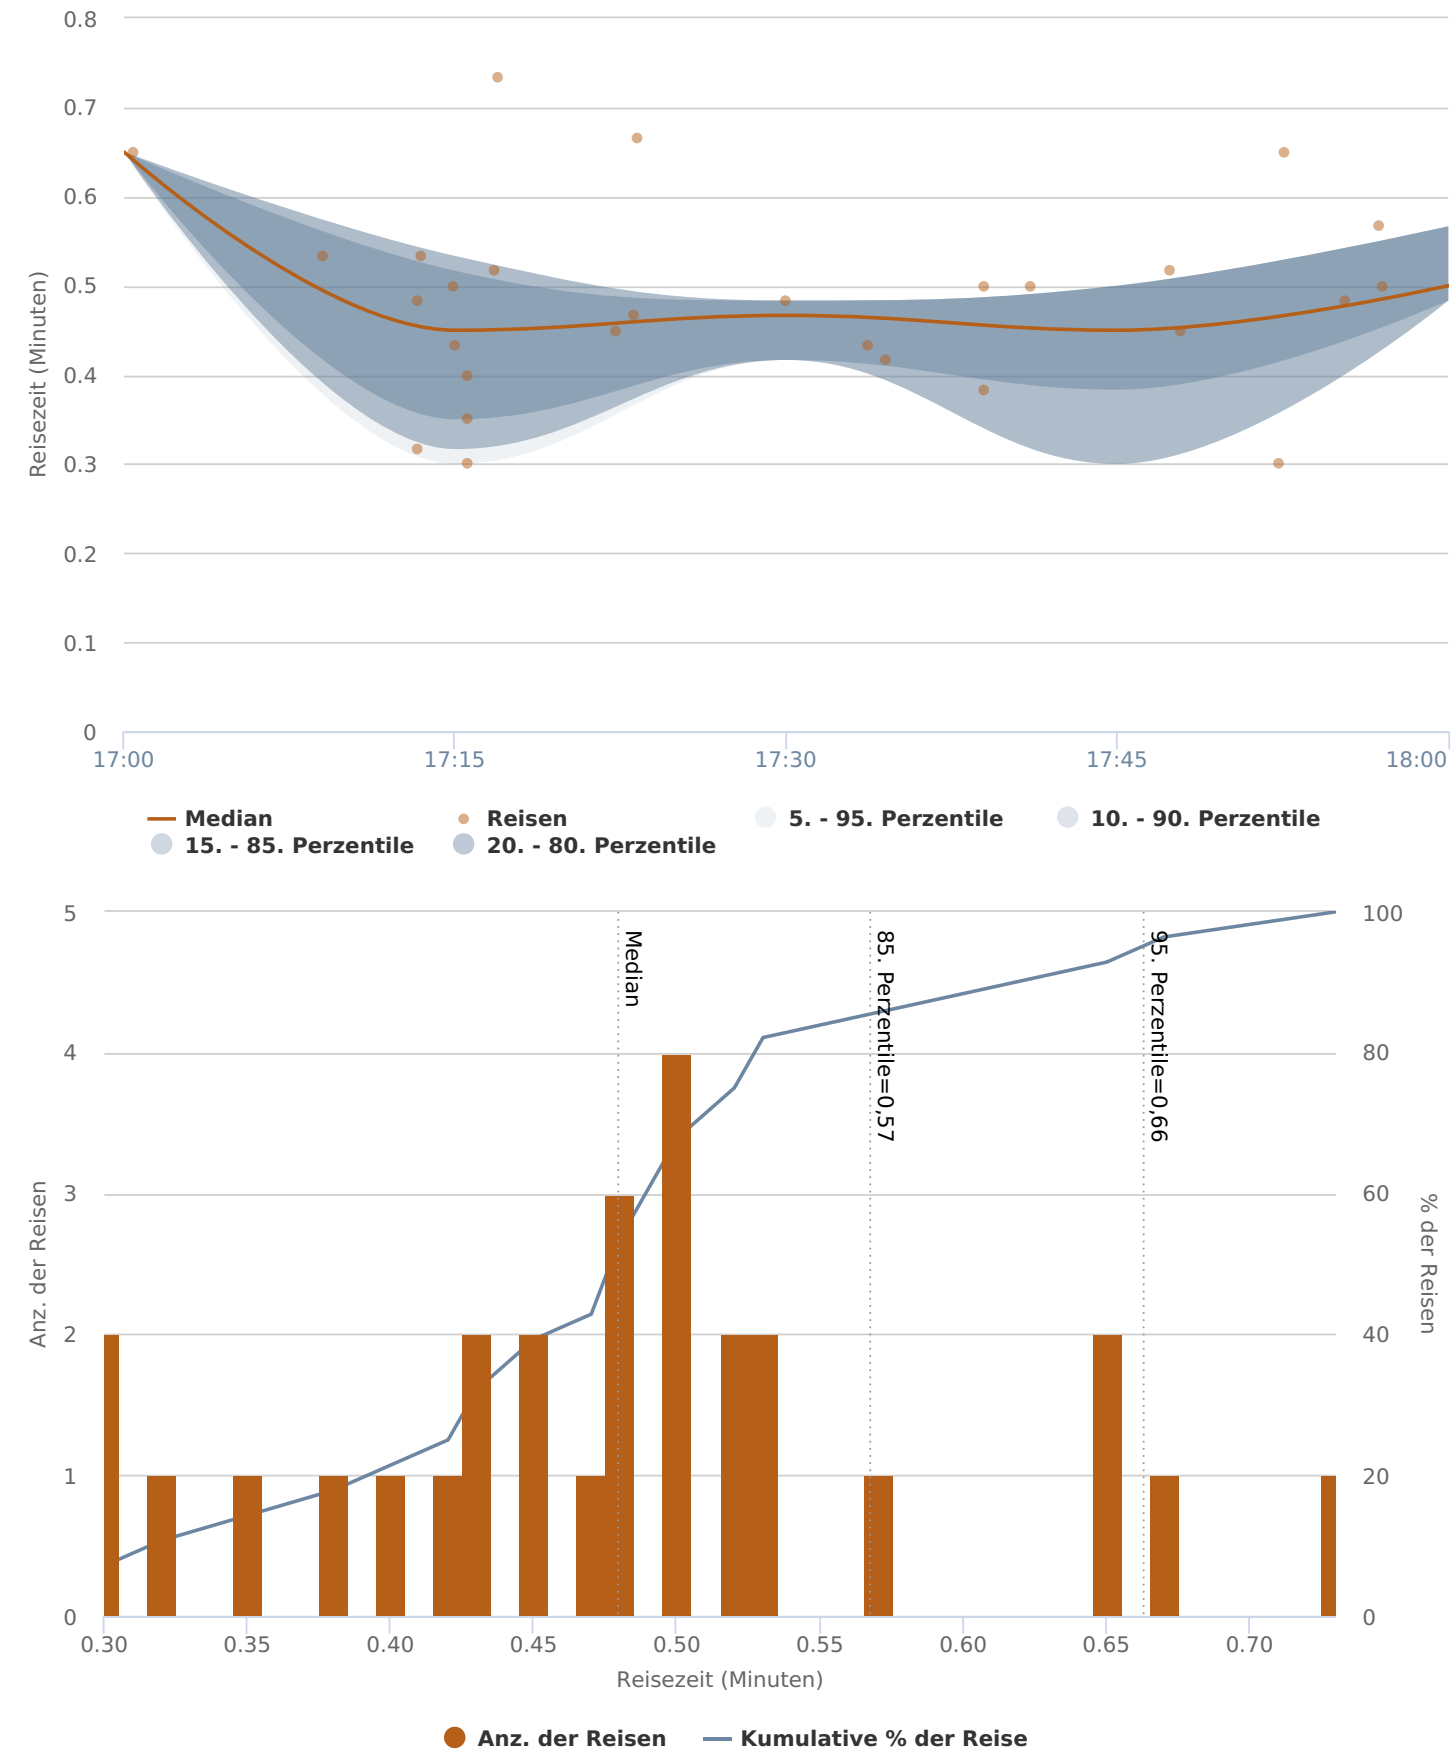 0.8
0.7
0.6
0.5
0.4
0.3
0.2
0.1
0
Reisezeit (Minuten)
17:00 17:15 17:30 17:45 18:00
Median Reisen 5. - 95. Perzentile 10. - 90. Perzentile
15. - 85. Perzentile 20. - 80. Perzentile
5
4
3
2
1
0
Anz. der Reisen
Median
85. Perzentile=0,57
95. Perzentile=0,66
100
80
60
40
20
0
% der Reisen
0.30 0.35 0.40 0.45 0.50 0.55 0.60 0.65 0.70
Reisezeit (Minuten)
Anz. der Reisen Kumulative % der Reise